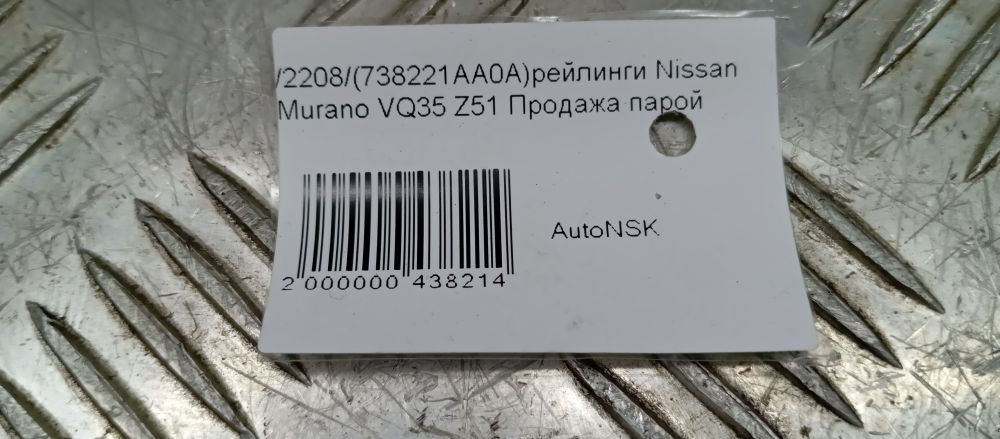 /2208/(738221AA0A)рейлинги Nissan
Murano VQ35 Z51 Продажа парой
AutoNSK
2 000000 438214